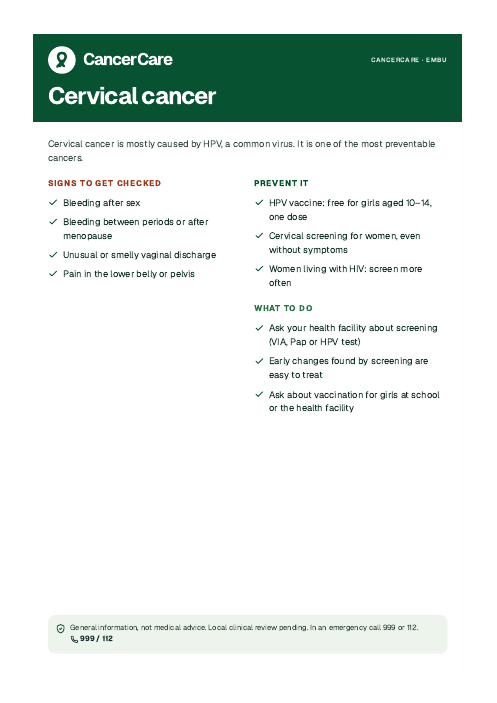 CancerCare
CANCERCARE · EMBU
Cervical cancer
Cervical cancer is mostly caused by HPV, a common virus. It is one of the most preventable
cancers.
SIGNS TO GET CHECKED
Bleeding after sex
Bleeding between periods or after
menopause
Unusual or smelly vaginal discharge
Pain in the lower belly or pelvis
PREVENT IT
HPV vaccine: free for girls aged 10–14,
one dose
Cervical screening for women, even
without symptoms
Women living with HIV: screen more
often
WHAT TO DO
Ask your health facility about screening
(VIA, Pap or HPV test)
Early changes found by screening are
easy to treat
Ask about vaccination for girls at school
or the health facility
General information, not medical advice. Local clinical review pending. In an emergency call 999 or 112.
999 / 112